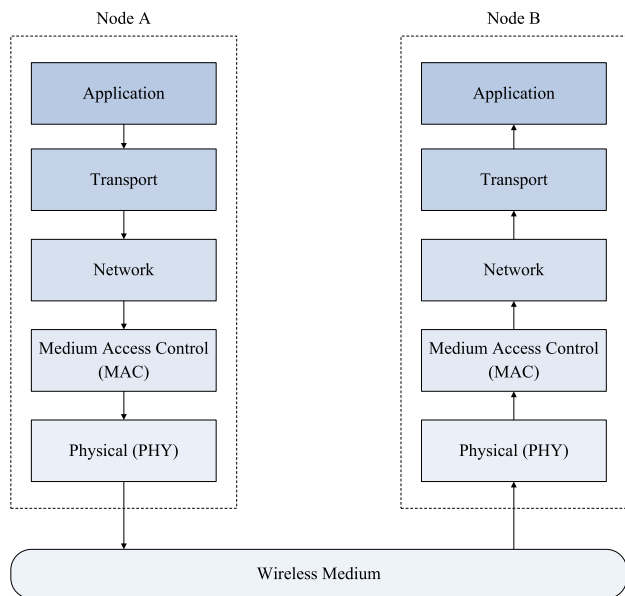 Node A
Application
Transport
Network
Medium Access Control
(MAC)
Physical (PHY)
Node B
Application
Transport
Network
Medium Access Control
(MAC)
Physical (PHY)
Wireless Medium